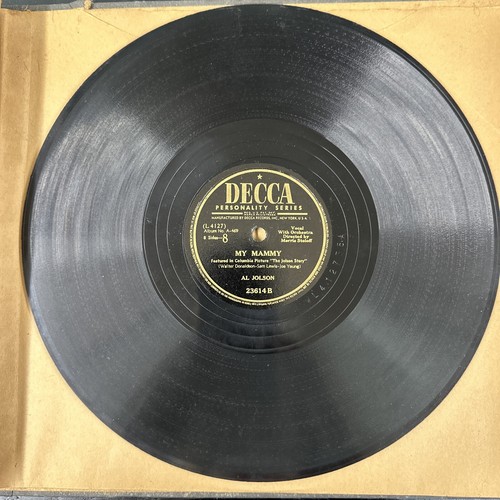 DECCA
PERSONALITY SERIES
MANUFACTURED BY DECCA RECORDS, INC., NEW YORK, U.S.A.
(L 4127)
Album No. A-469
8 Sides—8
Vocal
With Orchestra
Directed by
Morris Stoloff
MY MAMMY
Featured in Columbia Picture "The Jolson Story"
(Walter Donaldson-Sam Lewis-Joe Young)
AL JOLSON
23614 B